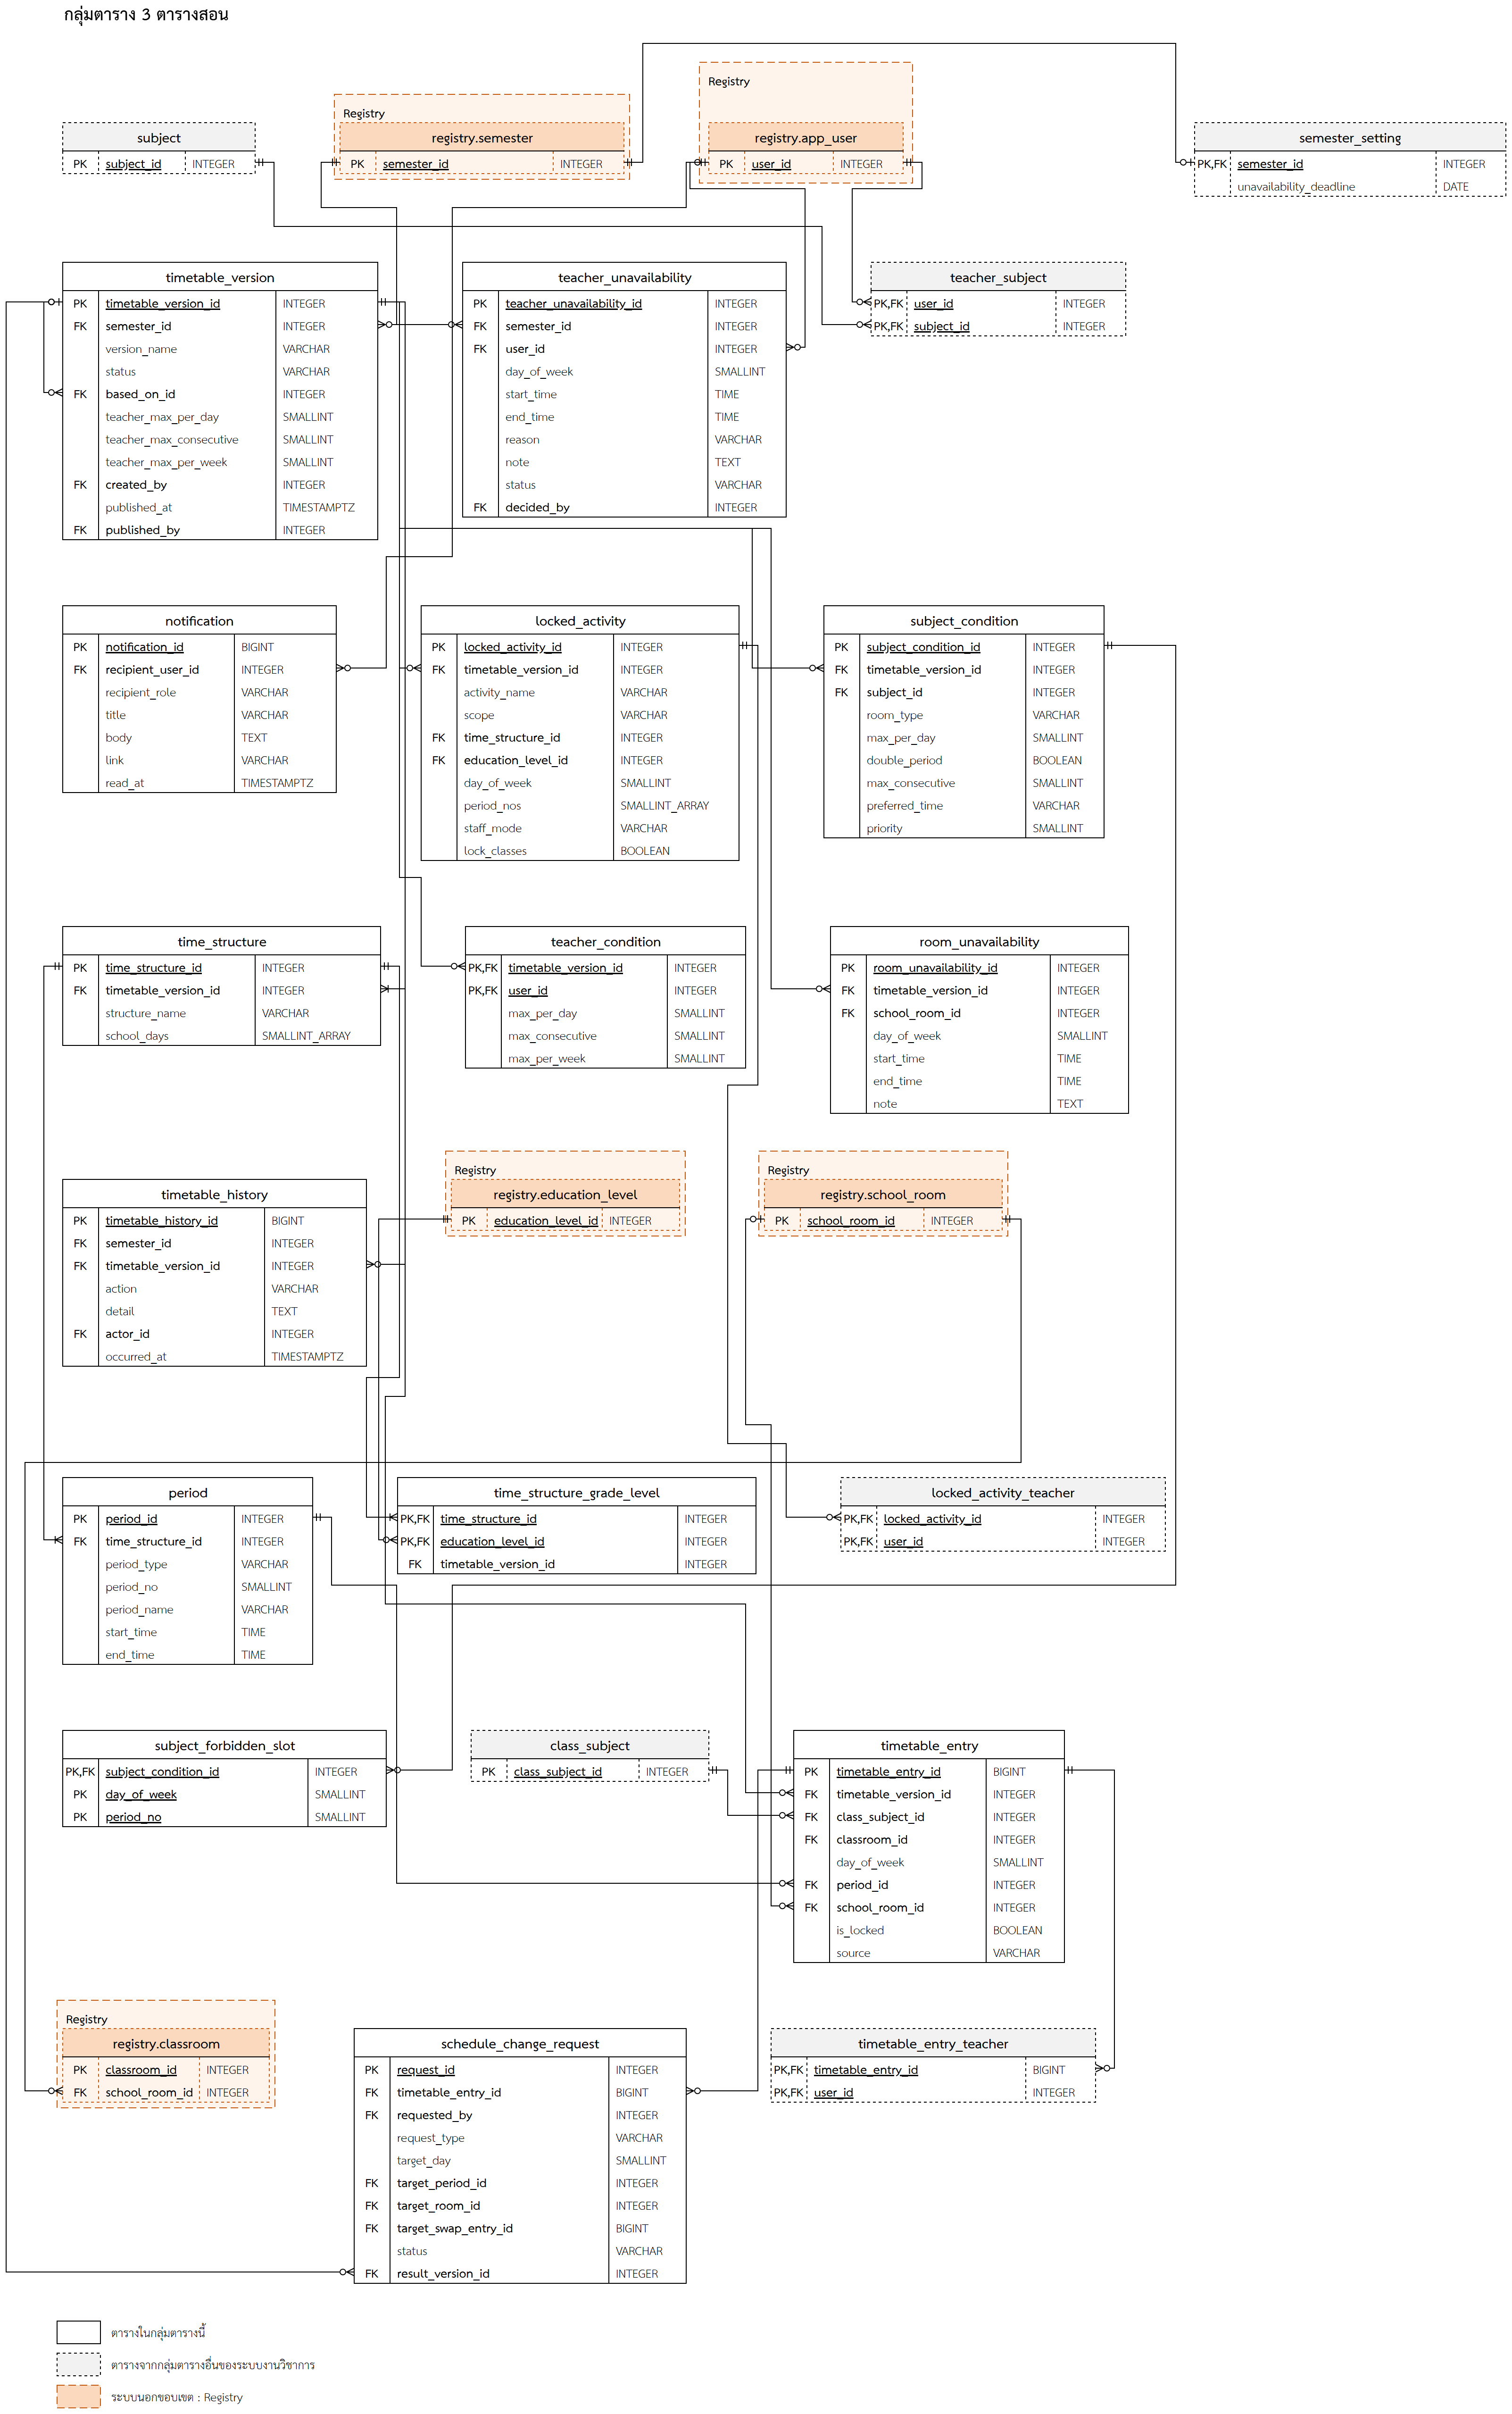 กลุ่มตาราง 3 ตารางสอน
Registry
Registry
subject
PK subject_id INTEGER
registry.semester
PK semester_id INTEGER
registry.app_user
PK user_id INTEGER
semester_setting
PK,FK semester_id INTEGER
unavailability_deadline DATE
timetable_version
PK timetable_version_id INTEGER
FK semester_id INTEGER
version_name VARCHAR
status VARCHAR
FK based_on_id INTEGER
teacher_max_per_day SMALLINT
teacher_max_consecutive SMALLINT
teacher_max_per_week SMALLINT
FK created_by INTEGER
published_at TIMESTAMPTZ
FK published_by INTEGER
teacher_unavailability
PK teacher_unavailability_id INTEGER
FK semester_id INTEGER
FK user_id INTEGER
day_of_week SMALLINT
start_time TIME
end_time TIME
reason VARCHAR
note TEXT
status VARCHAR
FK decided_by INTEGER
teacher_subject
PK,FK user_id INTEGER
PK,FK subject_id INTEGER
notification
PK notification_id BIGINT
FK recipient_user_id INTEGER
recipient_role VARCHAR
title VARCHAR
body TEXT
link VARCHAR
read_at TIMESTAMPTZ
locked_activity
PK locked_activity_id INTEGER
FK timetable_version_id INTEGER
activity_name VARCHAR
scope VARCHAR
FK time_structure_id INTEGER
FK education_level_id INTEGER
day_of_week SMALLINT
period_nos SMALLINT_ARRAY
staff_mode VARCHAR
lock_classes BOOLEAN
subject_condition
PK subject_condition_id INTEGER
FK timetable_version_id INTEGER
FK subject_id INTEGER
room_type VARCHAR
max_per_day SMALLINT
double_period BOOLEAN
max_consecutive SMALLINT
preferred_time VARCHAR
priority SMALLINT
time_structure
PK time_structure_id INTEGER
FK timetable_version_id INTEGER
structure_name VARCHAR
school_days SMALLINT_ARRAY
teacher_condition
PK,FK timetable_version_id INTEGER
PK,FK user_id INTEGER
max_per_day SMALLINT
max_consecutive SMALLINT
max_per_week SMALLINT
room_unavailability
PK room_unavailability_id INTEGER
FK timetable_version_id INTEGER
FK school_room_id INTEGER
day_of_week SMALLINT
start_time TIME
end_time TIME
note TEXT
timetable_history
PK timetable_history_id BIGINT
FK semester_id INTEGER
FK timetable_version_id INTEGER
action VARCHAR
detail TEXT
FK actor_id INTEGER
occurred_at TIMESTAMPTZ
Registry
registry.education_level
PK education_level_id INTEGER
Registry
registry.school_room
PK school_room_id INTEGER
period
PK period_id INTEGER
FK time_structure_id INTEGER
period_type VARCHAR
period_no SMALLINT
period_name VARCHAR
start_time TIME
end_time TIME
time_structure_grade_level
PK,FK time_structure_id INTEGER
PK,FK education_level_id INTEGER
FK timetable_version_id INTEGER
locked_activity_teacher
PK,FK locked_activity_id INTEGER
PK,FK user_id INTEGER
subject_forbidden_slot
PK,FK subject_condition_id INTEGER
PK day_of_week SMALLINT
PK period_no SMALLINT
class_subject
PK class_subject_id INTEGER
timetable_entry
PK timetable_entry_id BIGINT
FK timetable_version_id INTEGER
FK class_subject_id INTEGER
FK classroom_id INTEGER
day_of_week SMALLINT
FK period_id INTEGER
FK school_room_id INTEGER
is_locked BOOLEAN
source VARCHAR
Registry
registry.classroom
PK classroom_id INTEGER
FK school_room_id INTEGER
schedule_change_request
PK request_id INTEGER
FK timetable_entry_id BIGINT
FK requested_by INTEGER
request_type VARCHAR
target_day SMALLINT
FK target_period_id INTEGER
FK target_room_id INTEGER
FK target_swap_entry_id BIGINT
status VARCHAR
FK result_version_id INTEGER
timetable_entry_teacher
PK,FK timetable_entry_id BIGINT
PK,FK user_id INTEGER
ตารางในกลุ่มตารางนี้
ตารางจากกลุ่มตารางอื่นของระบบงานวิชาการ
ระบบนอกขอบเขต : Registry